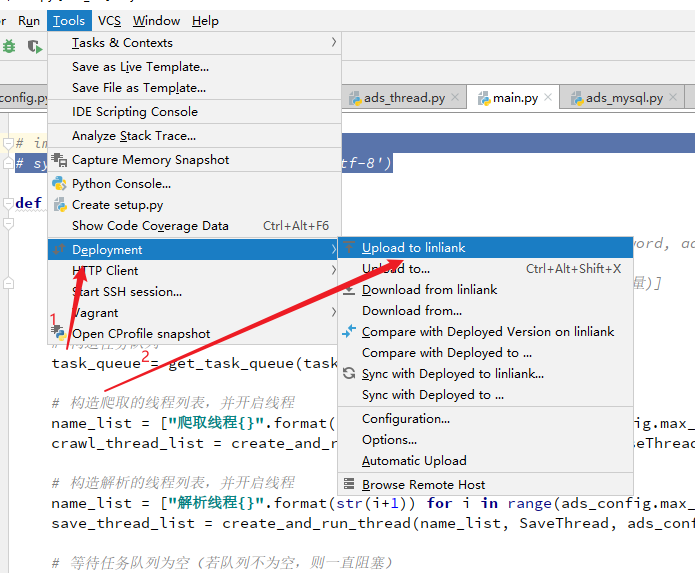 er Run Tools VCS Window Help
Tasks & Contexts
Save as Live Template...
Save File as Template...
IDE Scripting Console
config.py
ads_thread.py main.py ads_mysql.py
Analyze Stack Trace...
# im
Capture Memory Snapshot
# sy tf-8')
Python Console...
Create setup.py
def
Show Code Coverage Data Ctrl+Alt+F6
Deployment
HTTP Client
Start SSH session...
Vagrant
Open CProfile snapshot
word, ad
量)]
Upload to linliank
Upload to... Ctrl+Alt+Shift+X
Download from linliank
Download from...
Compare with Deployed Version on linliank
Compare with Deployed to ...
Sync with Deployed to linliank...
Sync with Deployed to ...
Configuration...
Options...
Automatic Upload
Browse Remote Host
1
2
# 构造任务队列
task_queue = get_task_queue(task
# 构造爬取的线程列表，并开启线程
name_list = ["爬取线程{}".format( fig.max_
crawl_thread_list = create_and_r seThread
# 构造解析的线程列表，并开启线程
name_list = ["解析线程{}".format(str(i+1)) for i in range(ads_config.max_
save_thread_list = create_and_run_thread(name_list, SaveThread, ads_conf
# 等待任务队列为空（若队列不为空，则一直阻塞）